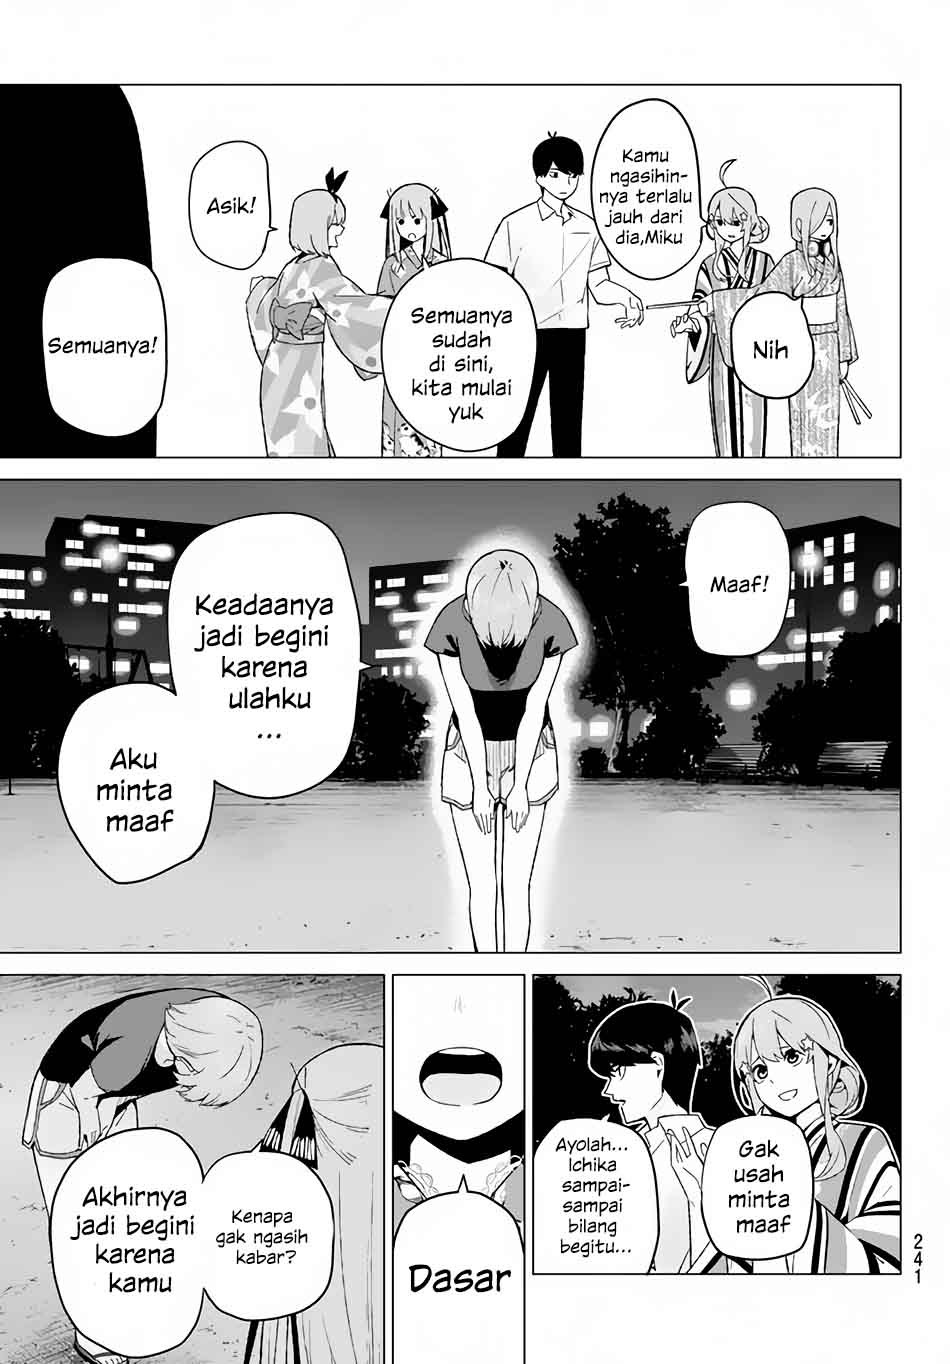 Kamu
ngasihin-
nya terlalu
jauh dari
dia,Miku
Nih
Asik!
Semuanya
sudah
di sini,
kita mulai
yuk
Semuanya!
Maaf!
Keadaanya
jadi begini
karena
ulahku
...
Aku
minta
maaf
Gak
usah
minta
maaf
Ayolah...
Ichika
sampai-
sampai
bilang
begitu...
Dasar
Kenapa
gak ngasih
kabar?
Akhirnya
jadi begini
karena
kamu
241